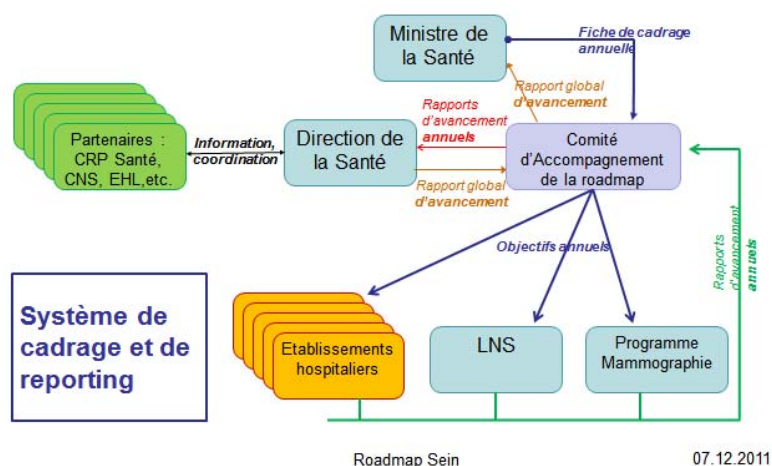 Ministre de
la Santé
Fiche de cadrage
annuelle
Rapport global
d'avancement
Rapports
d'avancement
annuels
Partenaires :
CRP Santé,
CNS, EHL,etc.
Information,
coordination
Direction de
la Santé
Comité
d'Accompagnement
de la roadmap
Rapport global
d'avancement
Objectifs annuels
Rapports
d'avancement
annuels
Système de
cadrage et de
reporting
Etablissements
hospitaliers
LNS
Programme
Mammographie
Roadmap Sein
07.12.2011